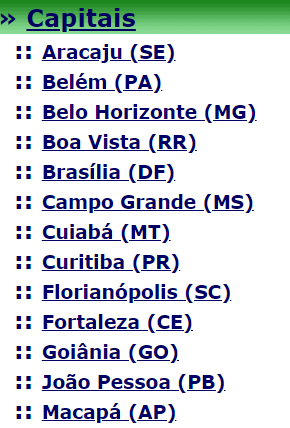 » Capitais
:: Aracaju (SE)
:: Belém (PA)
:: Belo Horizonte (MG)
:: Boa Vista (RR)
:: Brasília (DF)
:: Campo Grande (MS)
:: Cuiabá (MT)
:: Curitiba (PR)
:: Florianópolis (SC)
:: Fortaleza (CE)
:: Goiânia (GO)
:: João Pessoa (PB)
:: Macapá (AP)